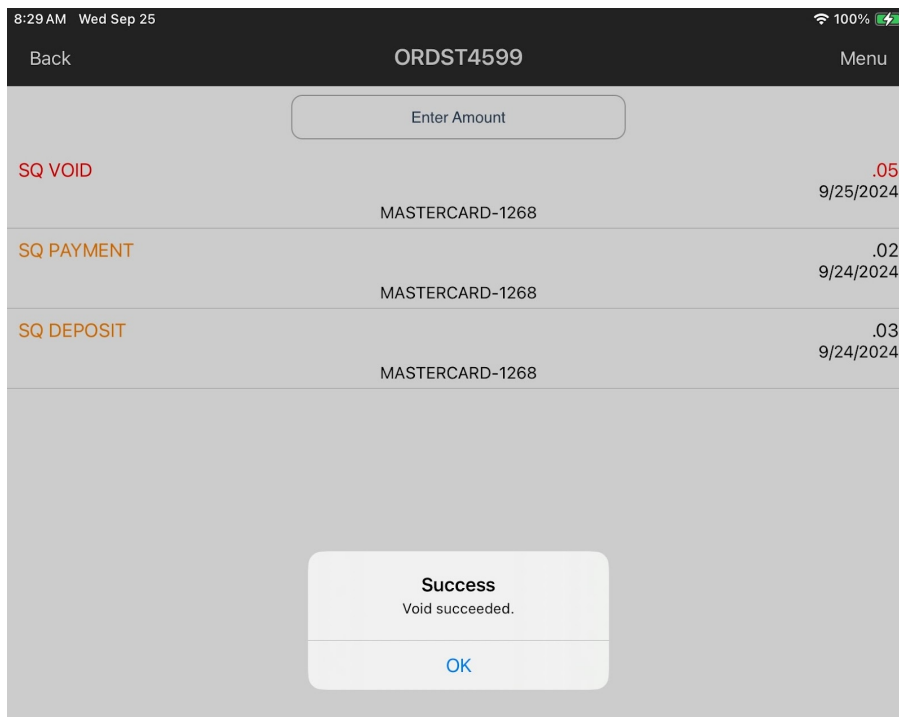 8:29 AM Wed Sep 25
100%
Back
ORDST4599
Menu
Enter Amount
SQ VOID
.05
9/25/2024
MASTERCARD-1268
SQ PAYMENT
.02
9/24/2024
MASTERCARD-1268
SQ DEPOSIT
.03
9/24/2024
MASTERCARD-1268
Success
Void succeeded.
OK